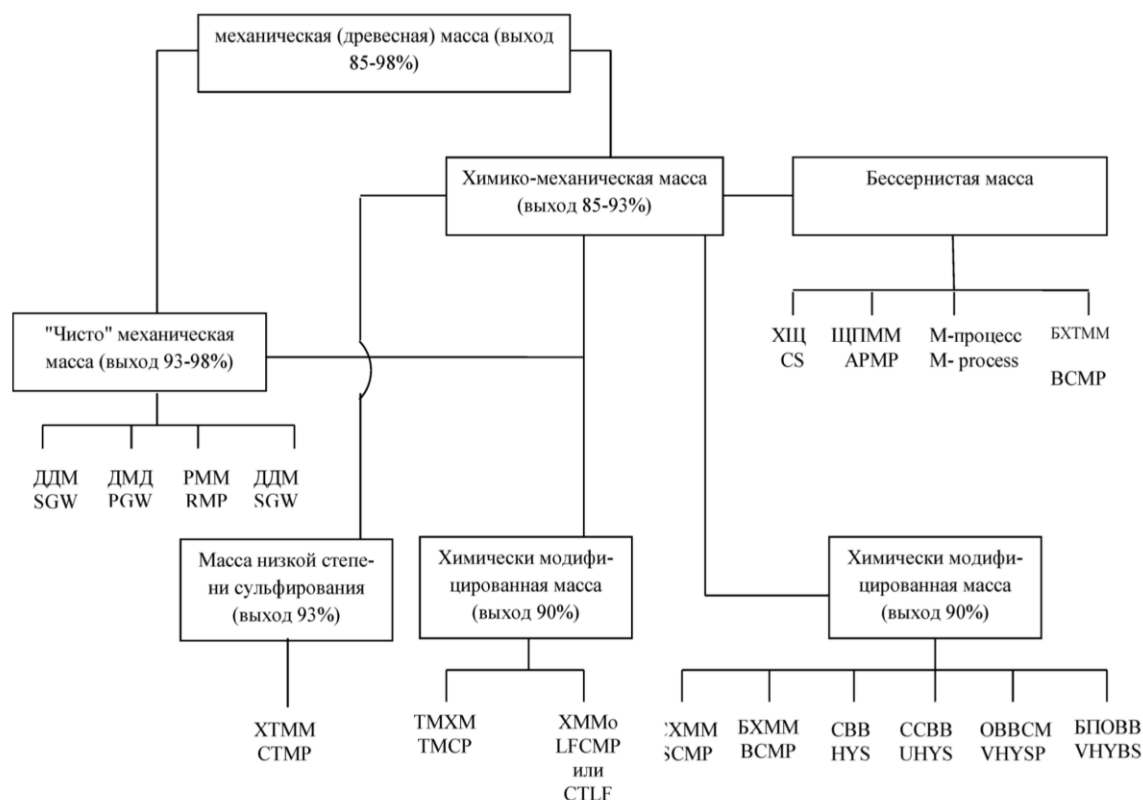 механическая (древесная) масса (выход
85-98%)
Химико-механическая масса
(выход 85-93%)
Бессернистая масса
ХЩ
CS
ЩПММ
APMP
М-процесс
M- process
БХТММ
BCMP
"Чисто" механическая
масса (выход 93-98%)
ДДМ
SGW
ДМД
PGW
РММ
RMP
ДДМ
SGW
Масса низкой степе-
ни сульфирования
(выход 93%)
Химически модифи-
цированная масса
(выход 90%)
Химически модифи-
цированная масса
(выход 90%)
ХТММ
CTMP
ТМХМ
TMCP
ХММо
LFCMP
или
CTLF
СХММ
SCMP
БХММ
BCMP
СВВ
HYS
ССВВ
UHYS
ОВВСМ
VHYSP
БПОВВ
VHYBS